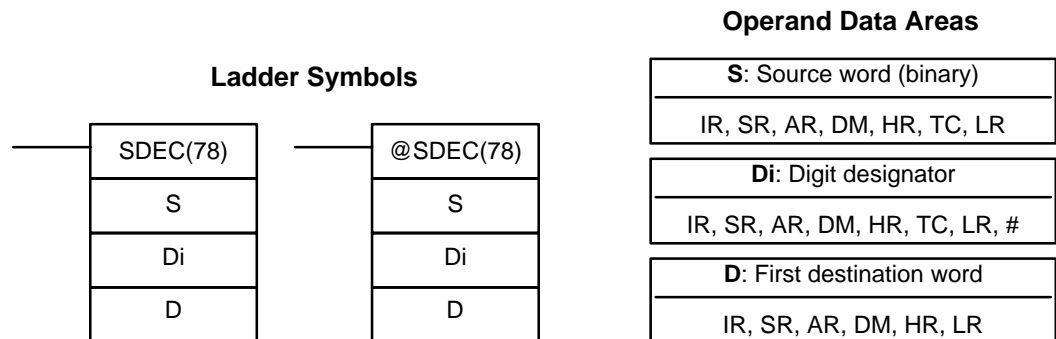 Ladder Symbols
SDEC(78)
S
Di
D
@SDEC(78)
S
Di
D
Operand Data Areas
S: Source word (binary)
IR, SR, AR, DM, HR, TC, LR
Di: Digit designator
IR, SR, AR, DM, HR, TC, LR, #
D: First destination word
IR, SR, AR, DM, HR, LR